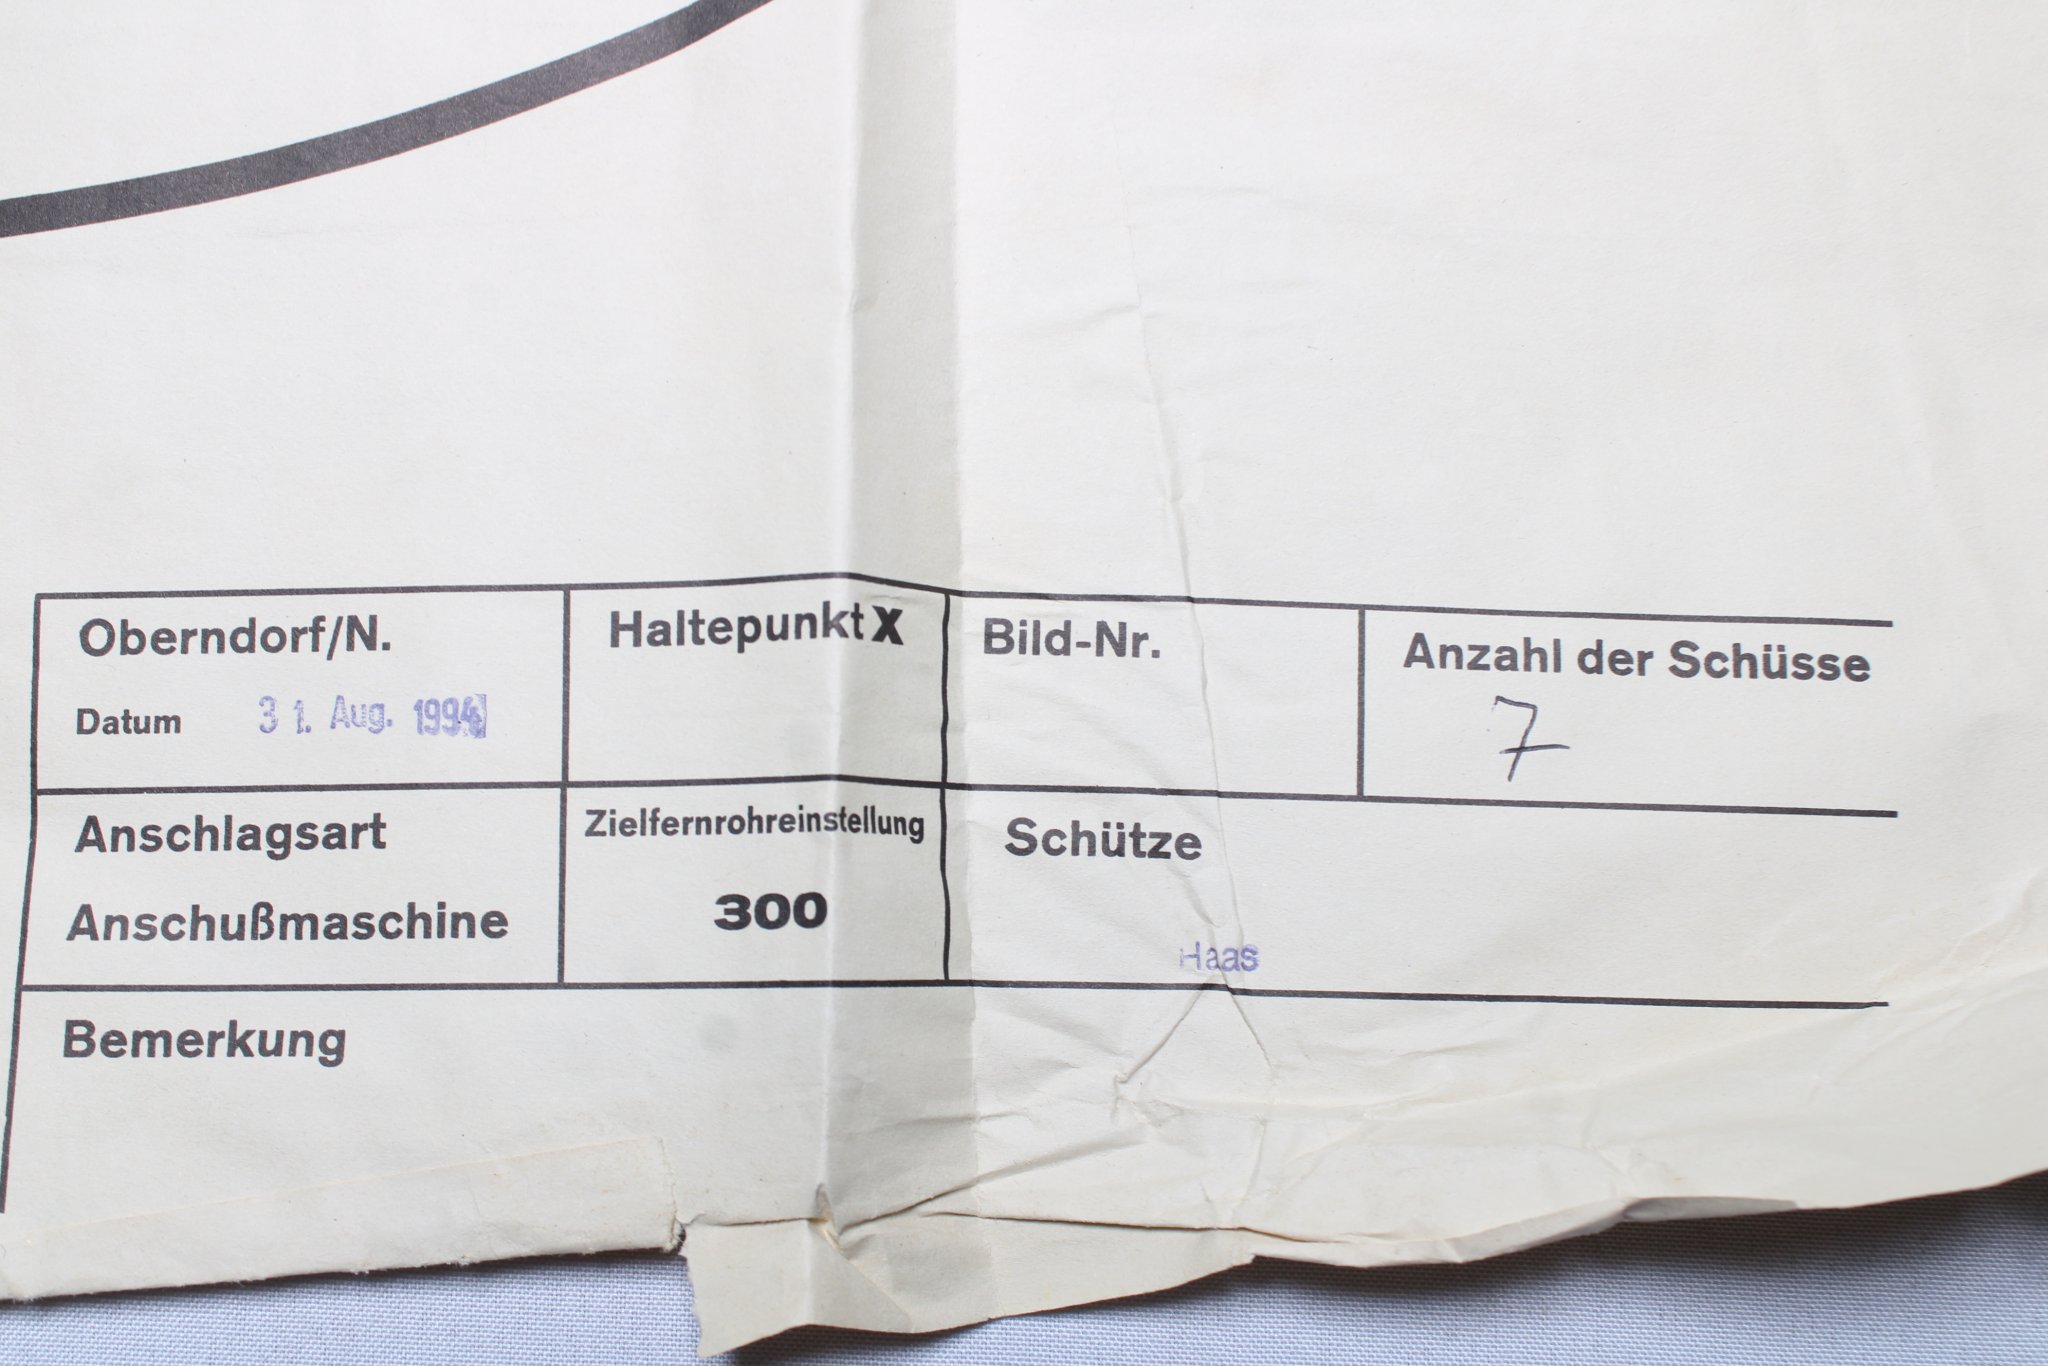 Oberndorf/N.
Datum 31. Aug. 1994
Haltepunkt X
Bild-Nr.
Anzahl der Schüsse
7
Anschlagsart
Anschußmaschine
Zielfernrohreinstellung
300
Schütze
Haas
Bemerkung